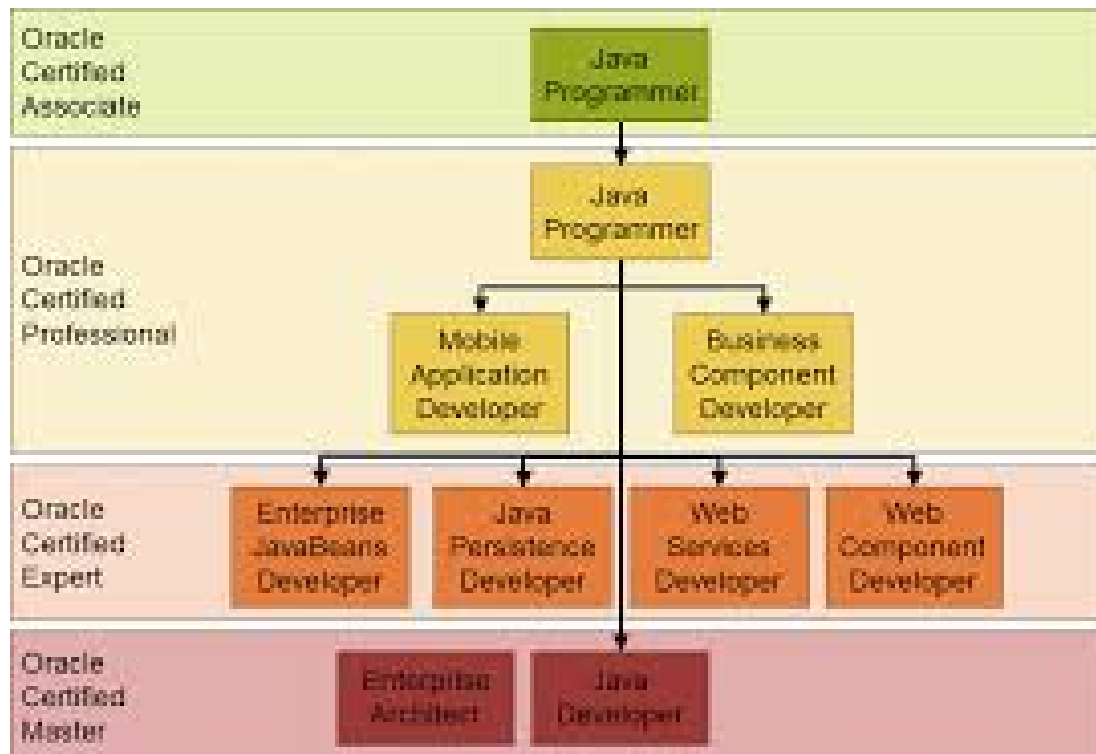 Oracle
Certified
Associate
Java
Programmer
Java
Programmer
Oracle
Certified
Professional
Mobile
Application
Developer
Business
Component
Developer
Oracle
Certified
Expert
Enterprise
JavaBeans
Developer
Java
Persistence
Developer
Web
Services
Developer
Web
Component
Developer
Oracle
Certified
Master
Enterprise
Architect
Java
Developer